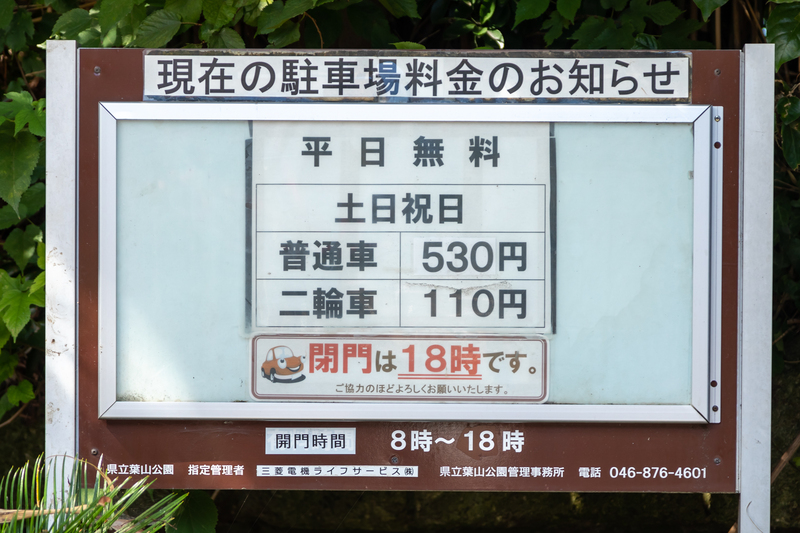 現在の駐車場料金のお知らせ
平日無料
土日祝日
普通車 530円
二輪車 110円
閉門は18時です。
ご協力のほどよろしくお願いいたします。
開門時間 8時～18時
県立葉山公園 指定管理者 三菱電機ライフサービス㈱ 県立葉山公園管理事務所 電話 046-876-4601